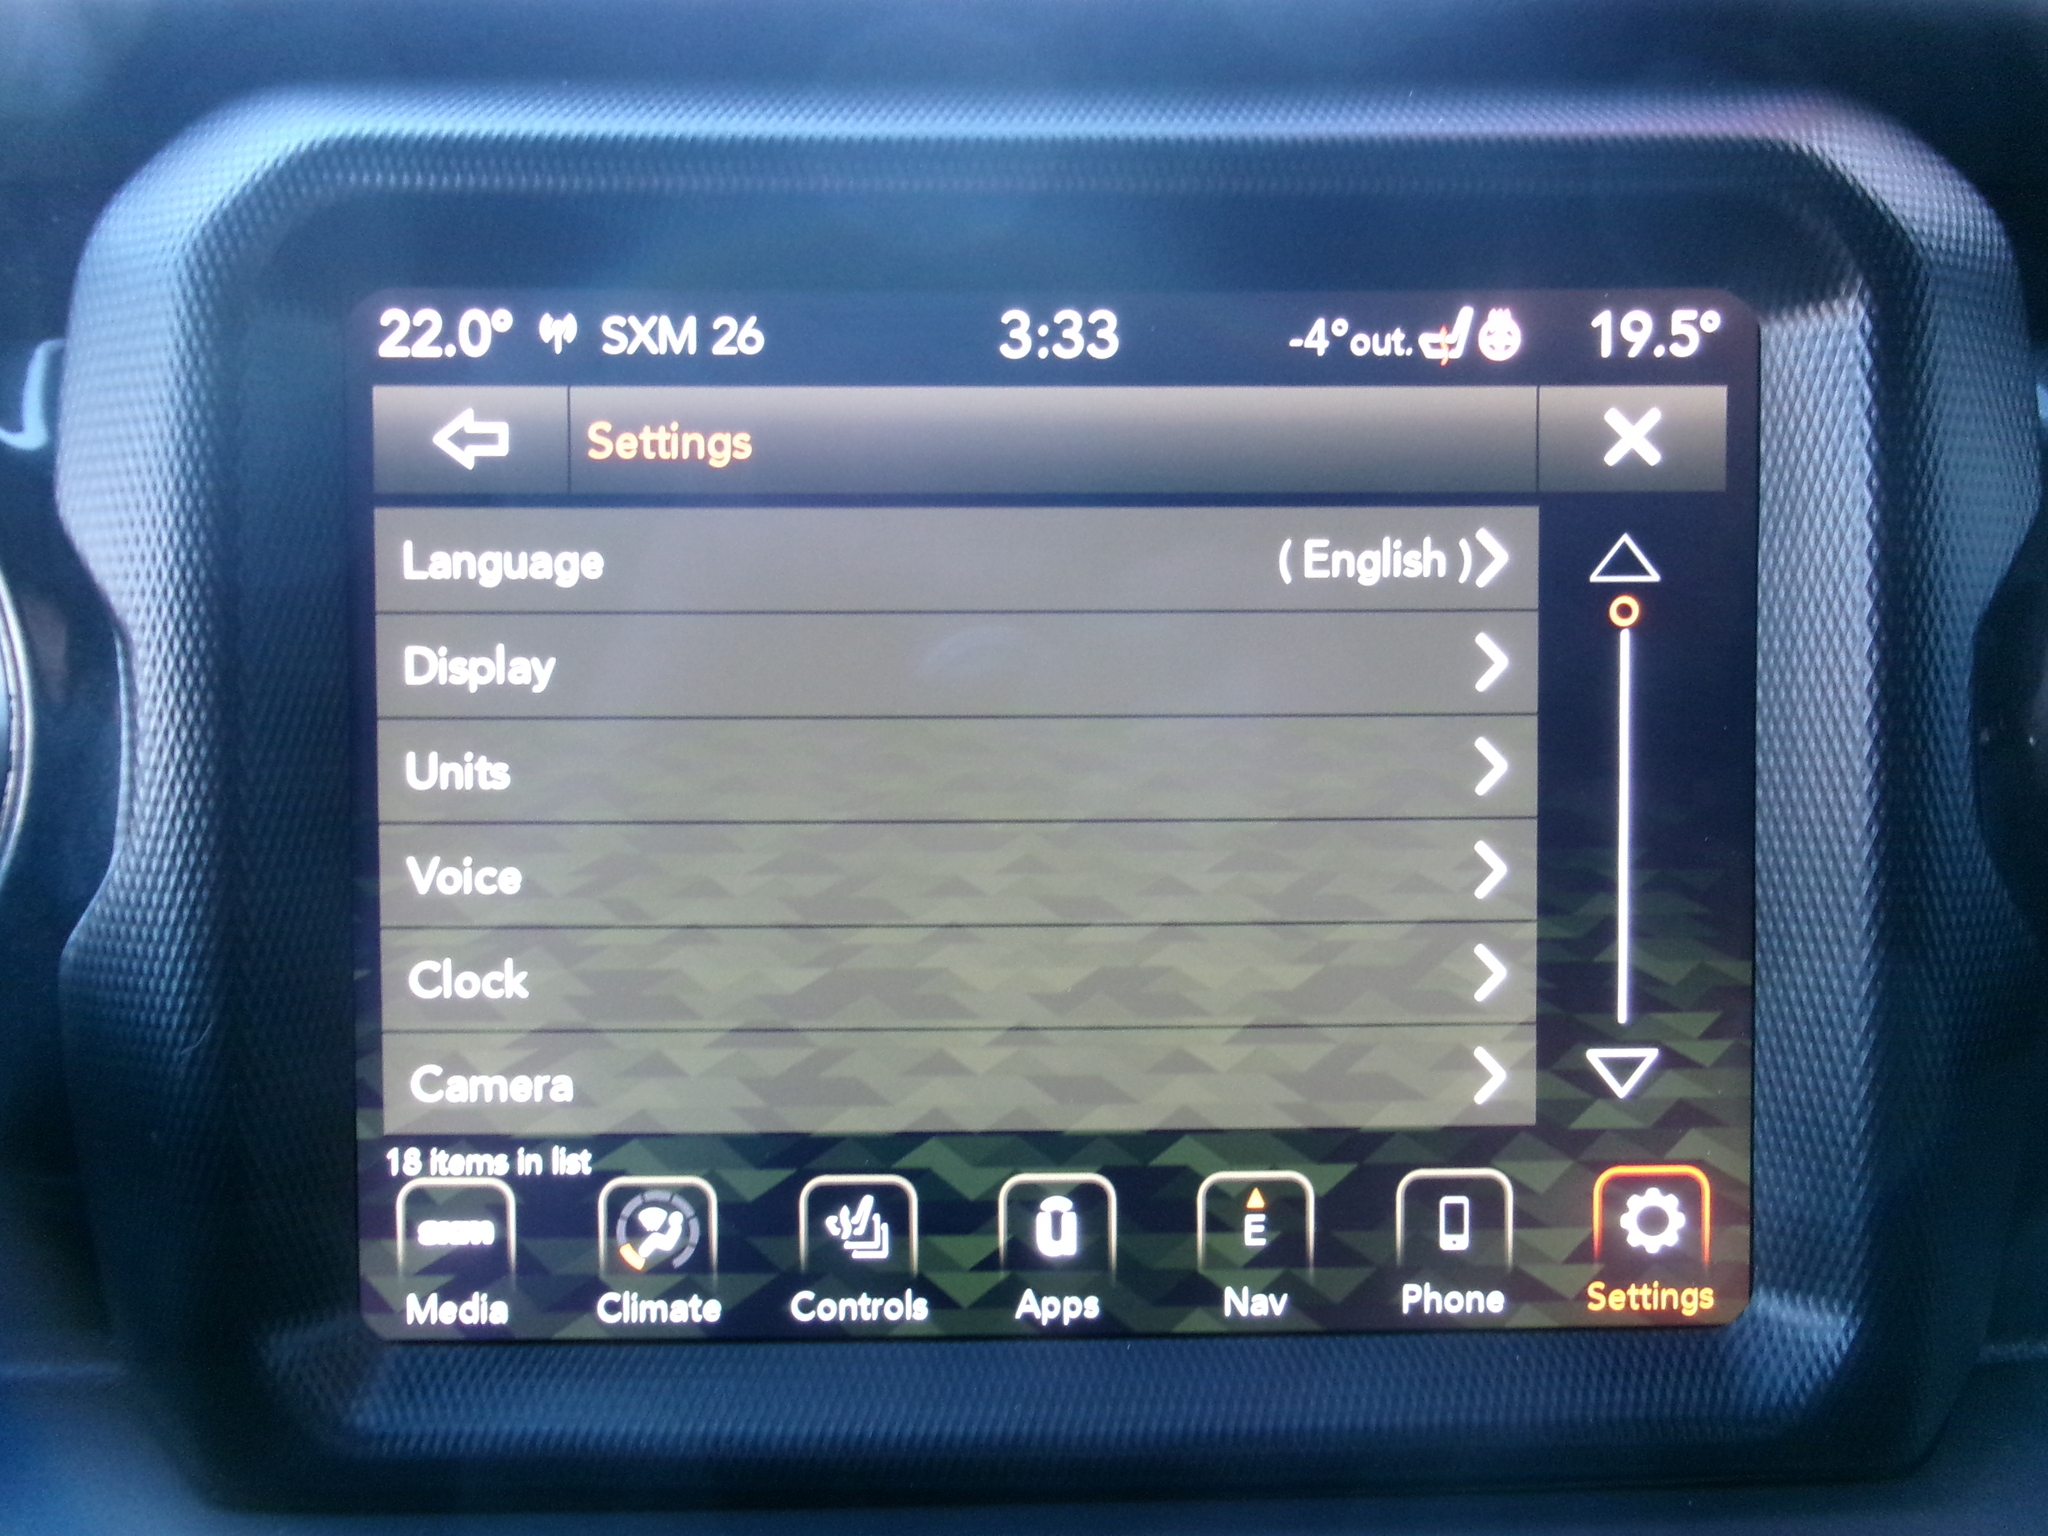 22.0° SXM 26 3:33 -4°out. 19.5°
Settings
Language (English)
Display
Units
Voice
Clock
Camera
18 items in list
E
Media Climate Controls Apps Nav Phone Settings